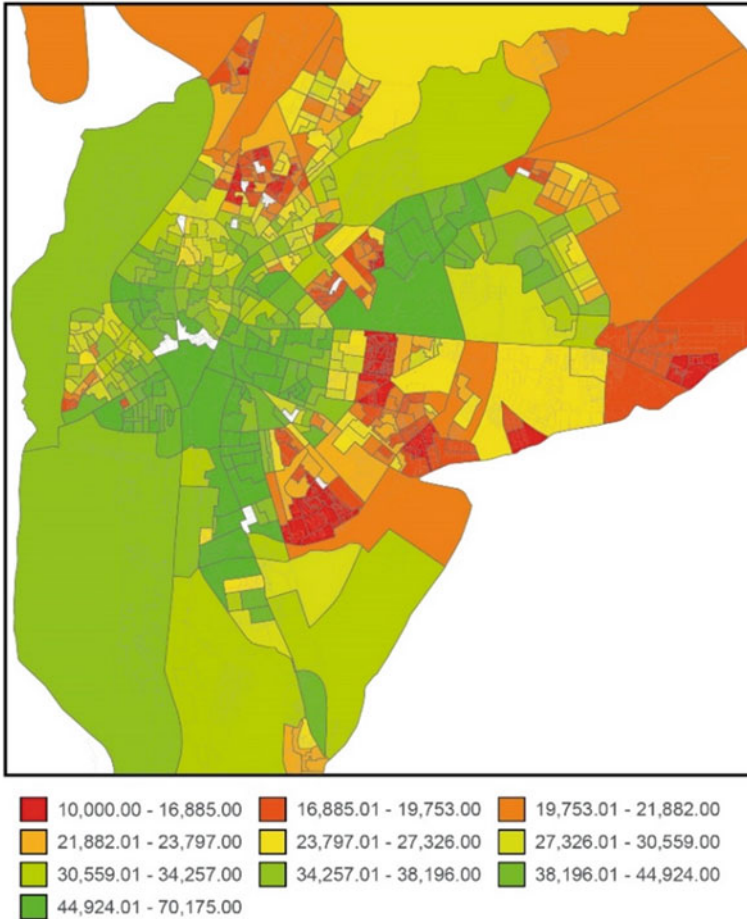 10,000.00 - 16,885.00
16,885.01 - 19,753.00
19,753.01 - 21,882.00
21,882.01 - 23,797.00
23,797.01 - 27,326.00
27,326.01 - 30,559.00
30,559.01 - 34,257.00
34,257.01 - 38,196.00
38,196.01 - 44,924.00
44,924.01 - 70,175.00